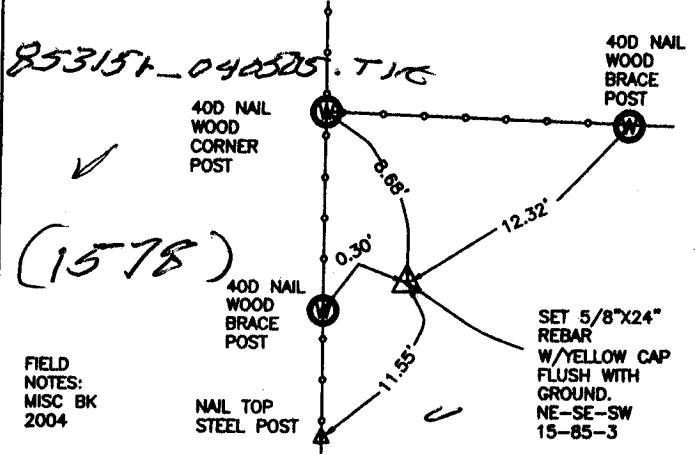 853151_040505.TIF
40D NAIL
WOOD
BRACE
POST
40D NAIL
WOOD
CORNER
POST
W
W
8.68'
12.32'
(1578)
0.30'
40D NAIL
WOOD
BRACE
POST
W
SET 5/8"X24"
REBAR
W/YELLOW CAP
FLUSH WITH
GROUND.
NE-SE-SW
15-85-3
11.55'
FIELD
NOTES:
MISC BK
2004
NAIL TOP
STEEL POST